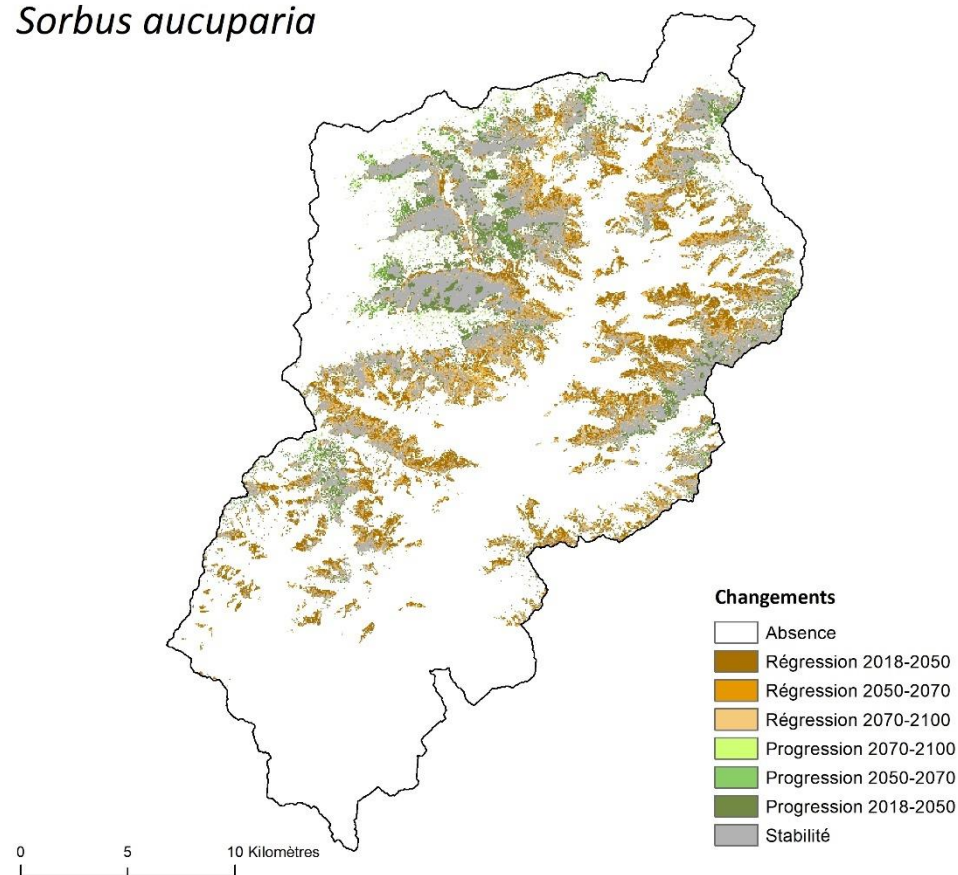 Sorbus aucuparia
Changements
Absence
Régression 2018-2050
Régression 2050-2070
Régression 2070-2100
Progression 2070-2100
Progression 2050-2070
Progression 2018-2050
Stabilité
0 5 10 Kilomètres